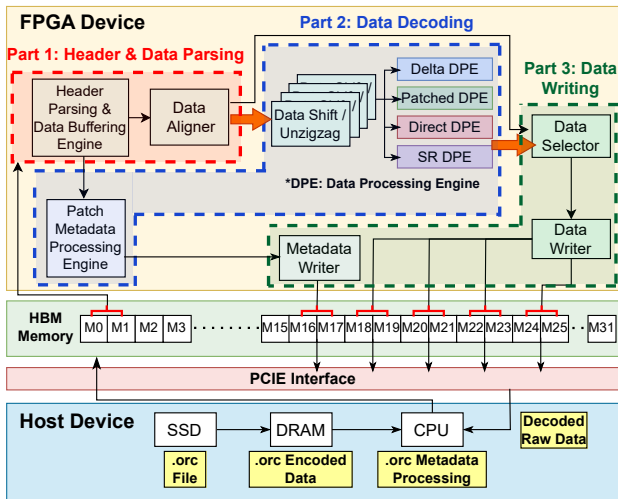 FPGA Device
Part 2: Data Decoding
Part 1: Header & Data Parsing
Part 3: Data
Writing
Header
Parsing &
Data Buffering
Engine
Data
Aligner
Data Shift /
Unzigzag
Delta DPE
Patched DPE
Direct DPE
SR DPE
*DPE: Data Processing Engine
Data
Selector
Patch
Metadata
Processing
Engine
Metadata
Writer
Data
Writer
HBM
Memory
M0 M1 M2 M3 M15 M16 M17 M18 M19 M20 M21 M22 M23 M24 M25 M31
PCIE Interface
Host Device
SSD
DRAM
CPU
Decoded
Raw Data
.orc
File
.orc Encoded
Data
.orc Metadata
Processing